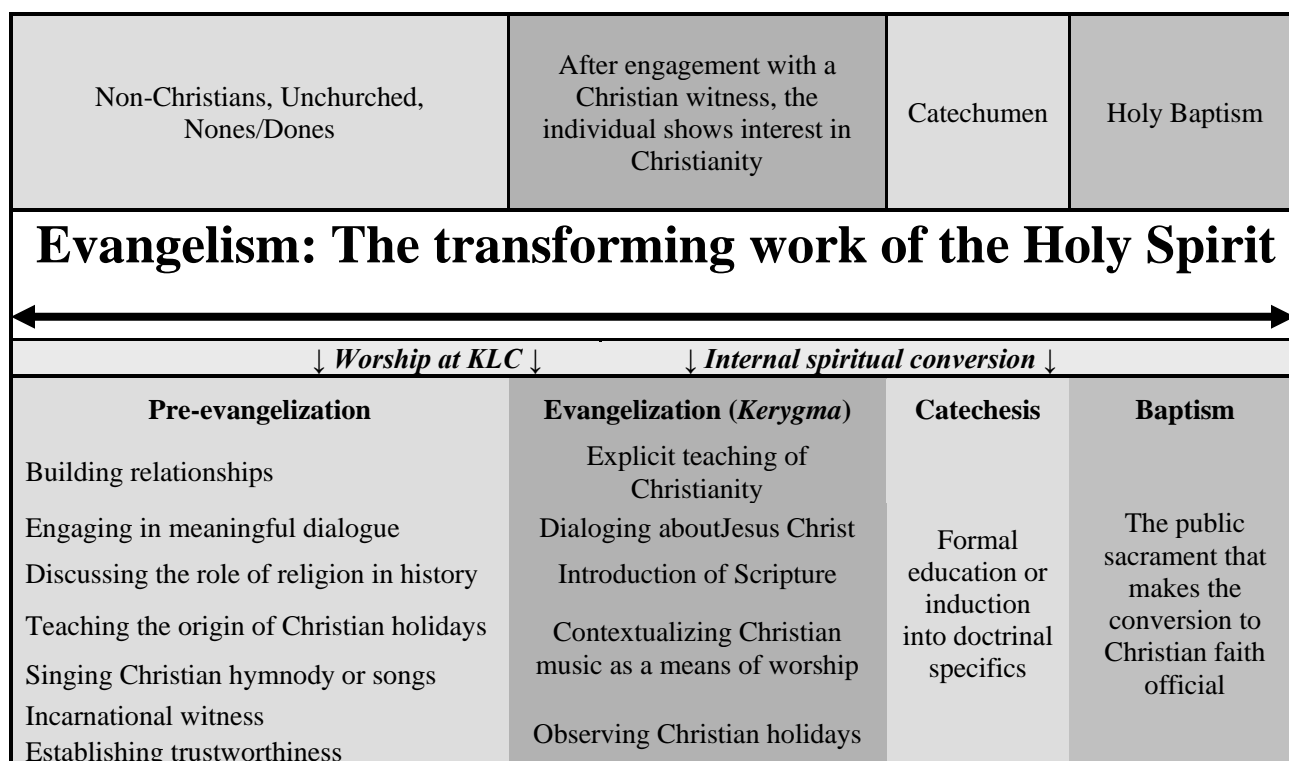 Non-Christians, Unchurched,
Nones/Dones
After engagement with a
Christian witness, the
individual shows interest in
Christianity
Catechumen
Holy Baptism
Evangelism: The transforming work of the Holy Spirit
↓ Worship at KLC ↓
↓ Internal spiritual conversion ↓
Pre-evangelization
Building relationships
Engaging in meaningful dialogue
Discussing the role of religion in history
Teaching the origin of Christian holidays
Singing Christian hymnody or songs
Incarnational witness
Establishing trustworthiness
Evangelization (Kerygma)
Explicit teaching of
Christianity
Dialoging aboutJesus Christ
Introduction of Scripture
Contextualizing Christian
music as a means of worship
Observing Christian holidays
Catechesis
Formal
education or
induction
into doctrinal
specifics
Baptism
The public
sacrament that
makes the
conversion to
Christian faith
official